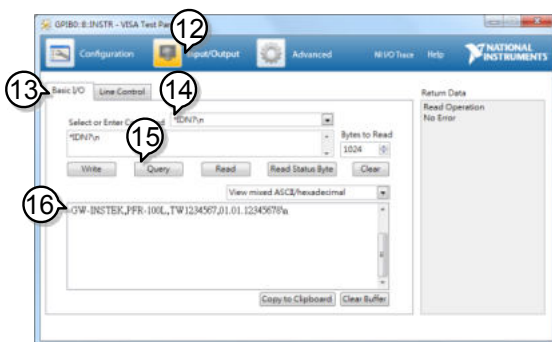 GPIB0::8::INSTR - VISA Test Pa
12
Configuration
Input/Output
Advanced
NI I/O Trace
Help
NATIONAL INSTRUMENTS
13
Basic I/O
Line Control
14
Return Data
Read Operation
No Error
Select or Enter Co
*IDN?\n
15
*IDN?\n
Bytes to Read
1024
Write
Query
Read
Read Status Byte
Clear
View mixed ASCII/hexadecimal
16
GW-INSTEK,PFR-100L,TW1234567,01.01.12345678\n
Copy to Clipboard
Clear Buffer